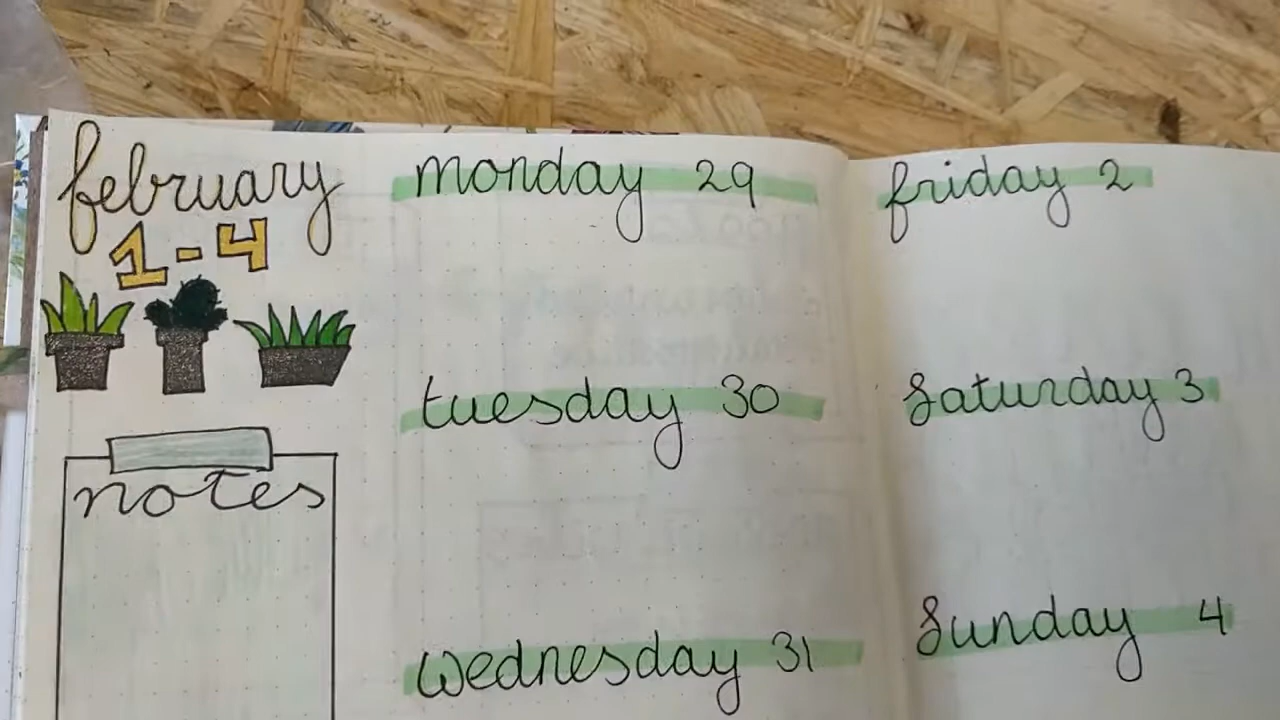 february
1-4
notes
monday 29
tuesday 30
wednesday 31
friday 2
saturday 3
sunday 4